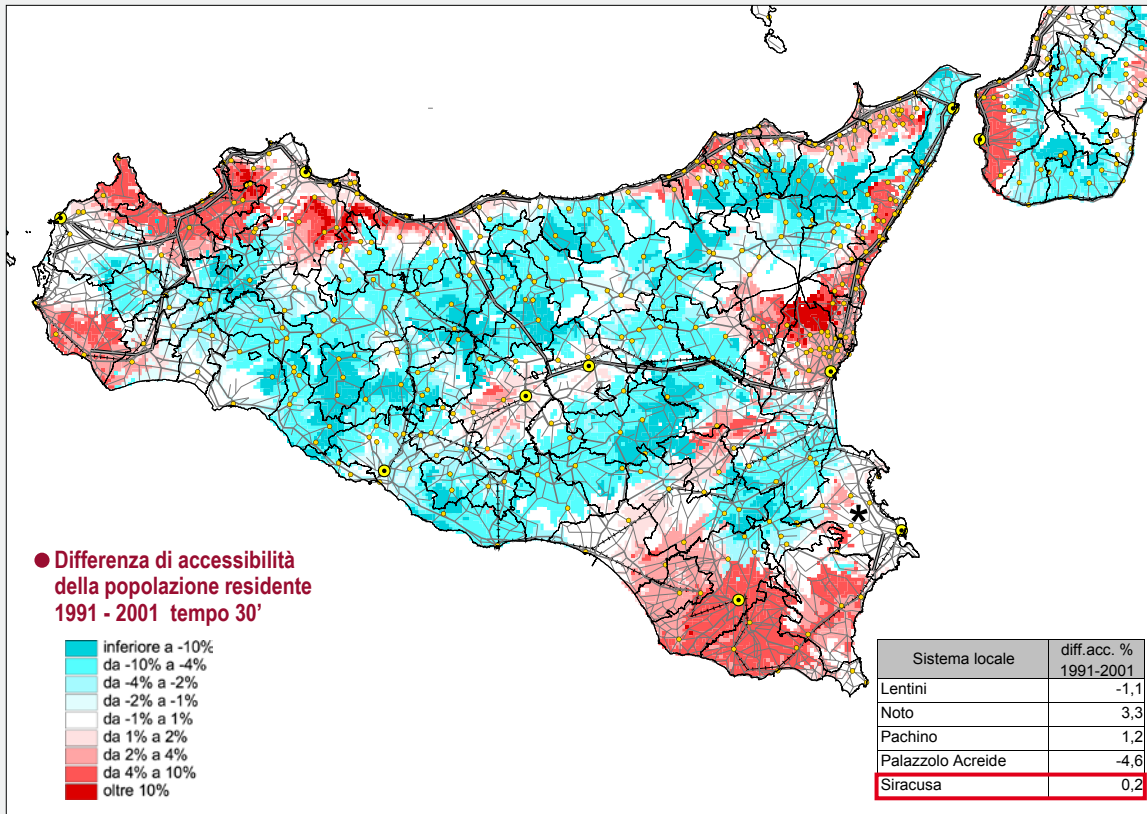 ● Differenza di accessibilità
della popolazione residente
1991 - 2001 tempo 30'
inferiore a -10%
da -10% a -4%
da -4% a -2%
da -2% a -1%
da -1% a 1%
da 1% a 2%
da 2% a 4%
da 4% a 10%
oltre 10%
*
Sistema locale diff.acc. %
1991-2001
Lentini -1,1
Noto 3,3
Pachino 1,2
Palazzolo Acreide -4,6
Siracusa 0,2